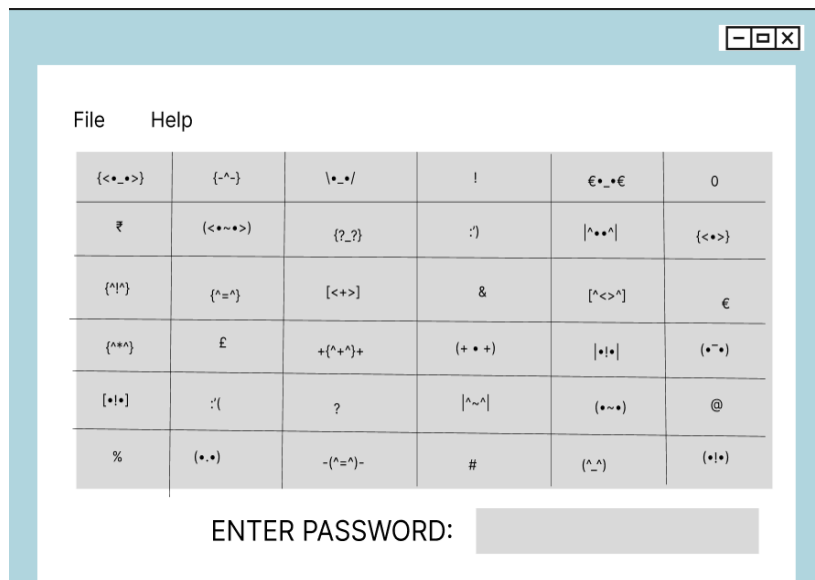 File Help
{<•_•>} {-^-} \•_•/ ! €•_•€ 0
₹ (<•~•>) {?_?} :') |^••^| {<•>}
{^!^} {^=^} [<+>] & [^<>^] €
{^*^} £ +{^+^}+ (+ • +) |•!•| (•¯•)
[•!•] :'( ? |^~^| (•~•) @
% (•.•) -(^=^)- # (^_^) (•!•)
ENTER PASSWORD: